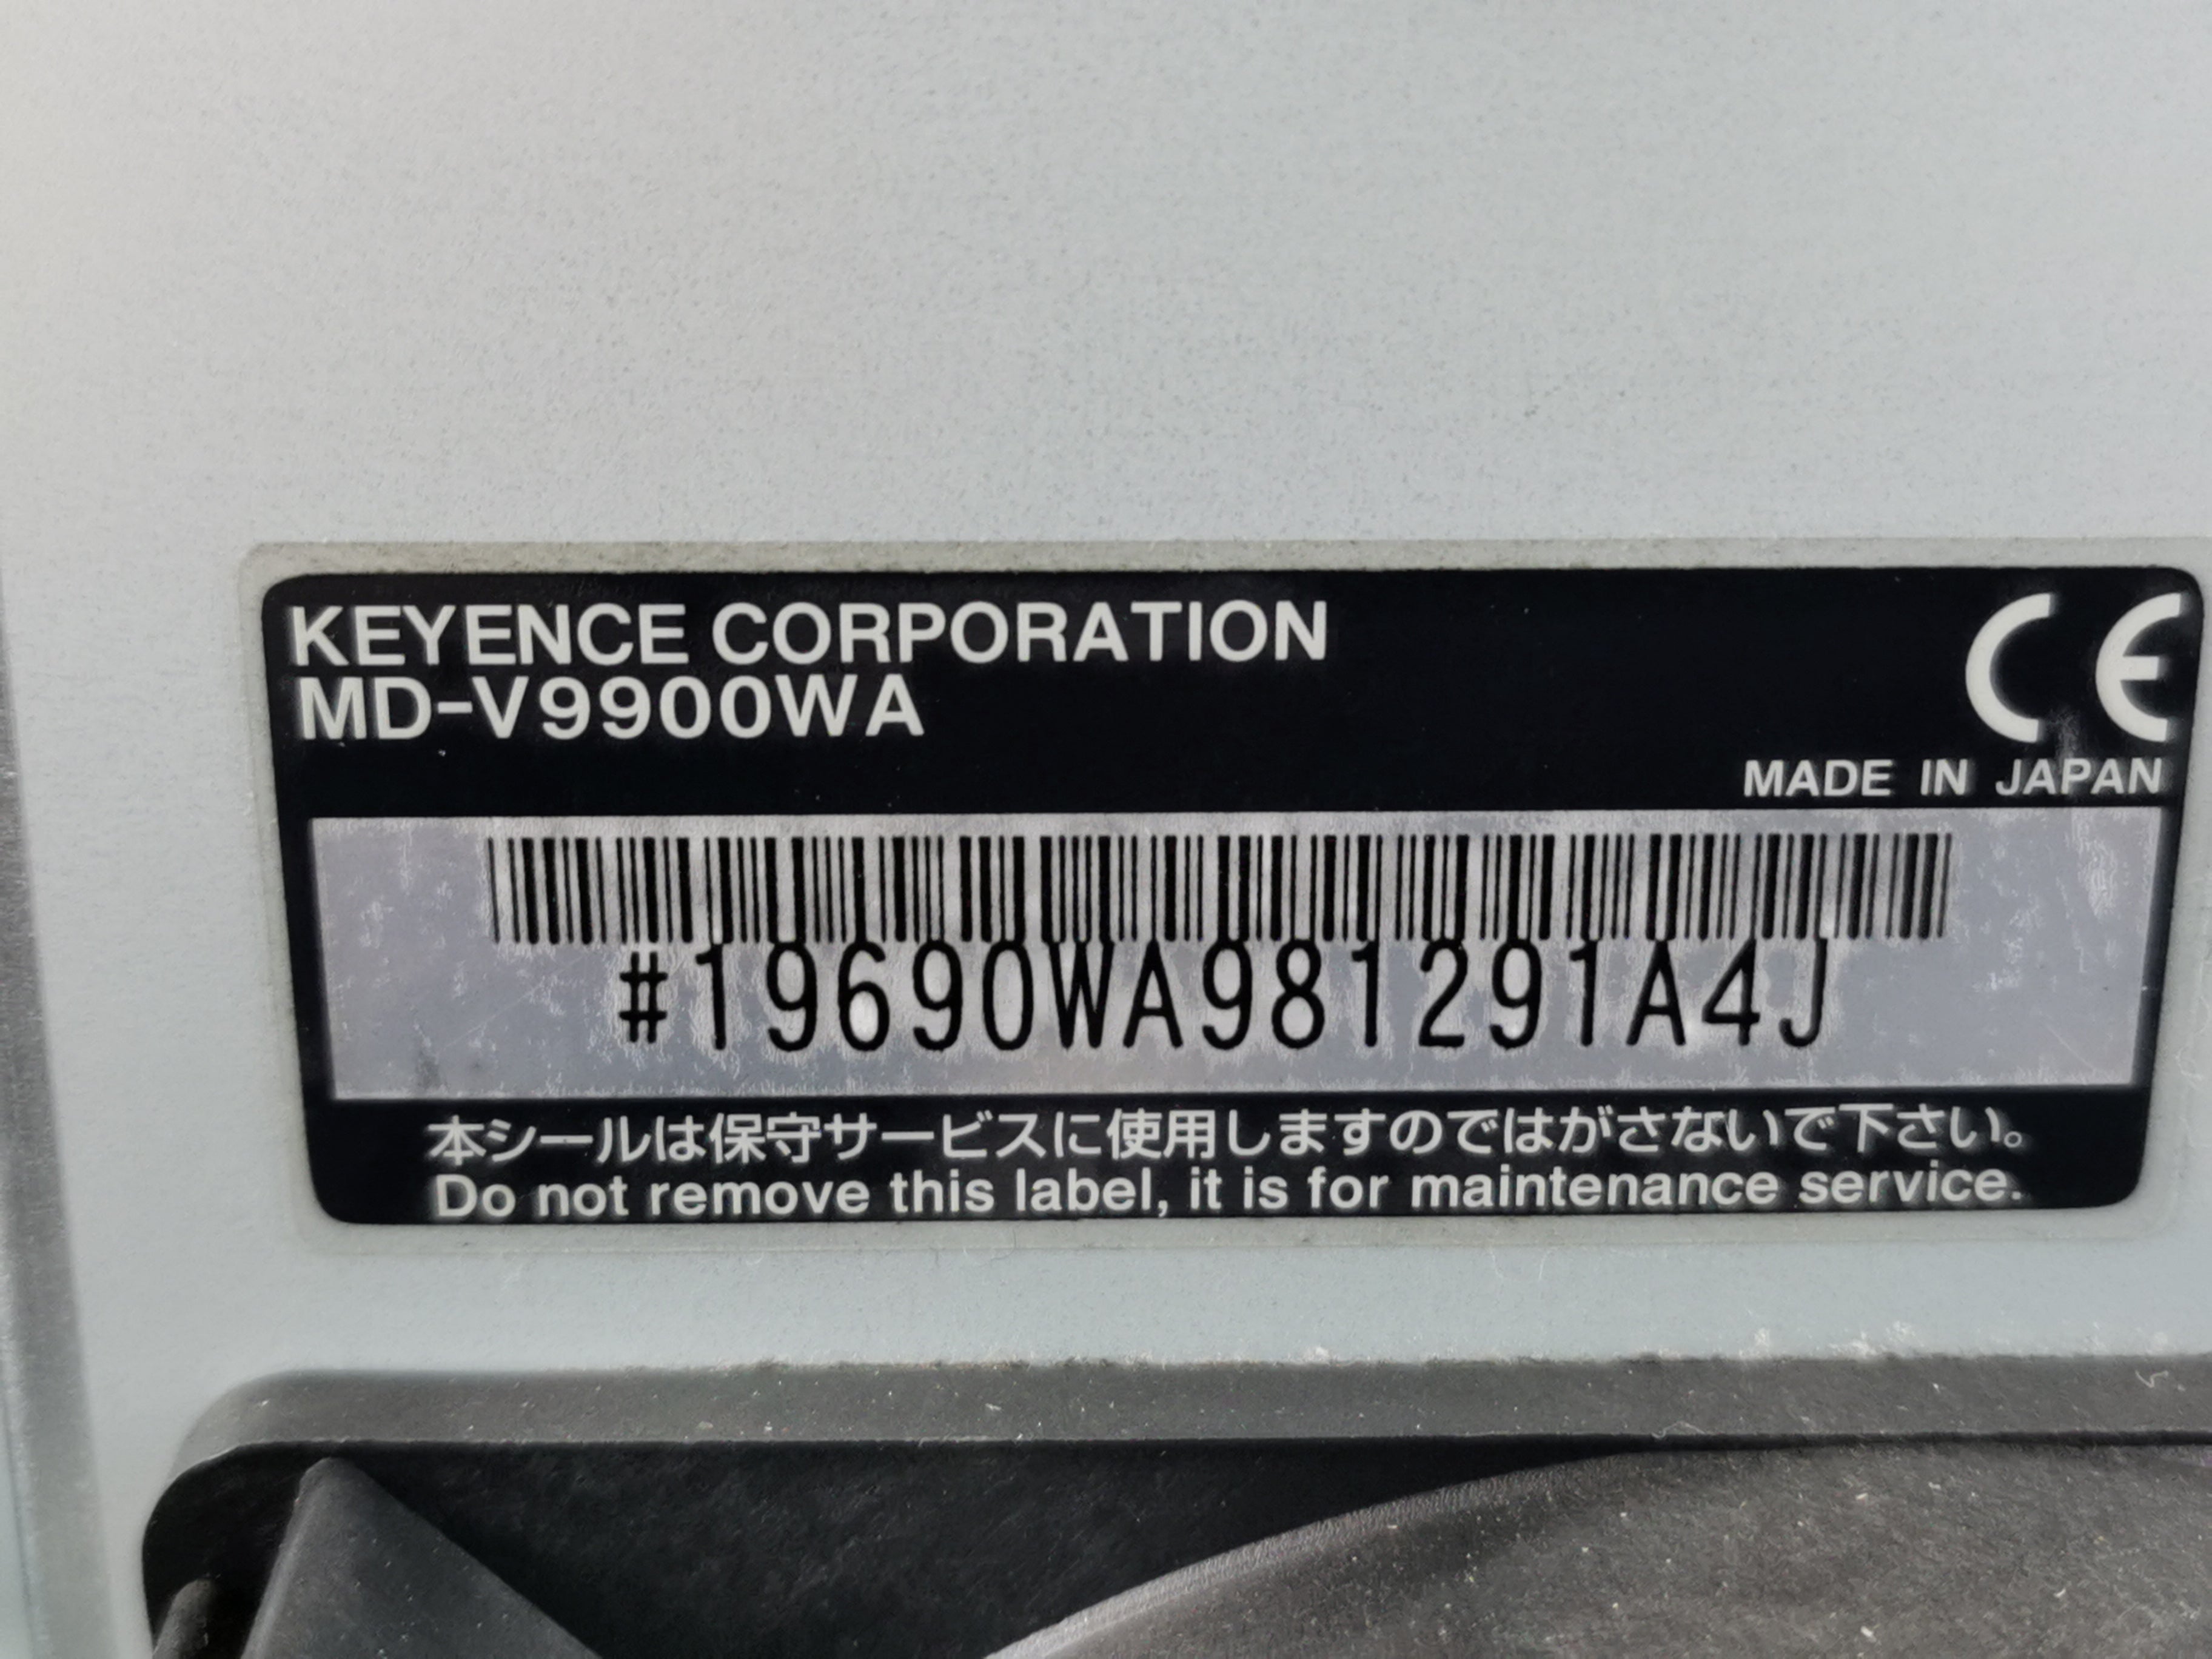 KEYENCE CORPORATION
MD-V9900WA
CE
MADE IN JAPAN
#19690WA981291A4J
本シールは保守サービスに使用しますのではがさないで下さい。
Do not remove this label, it is for maintenance service.